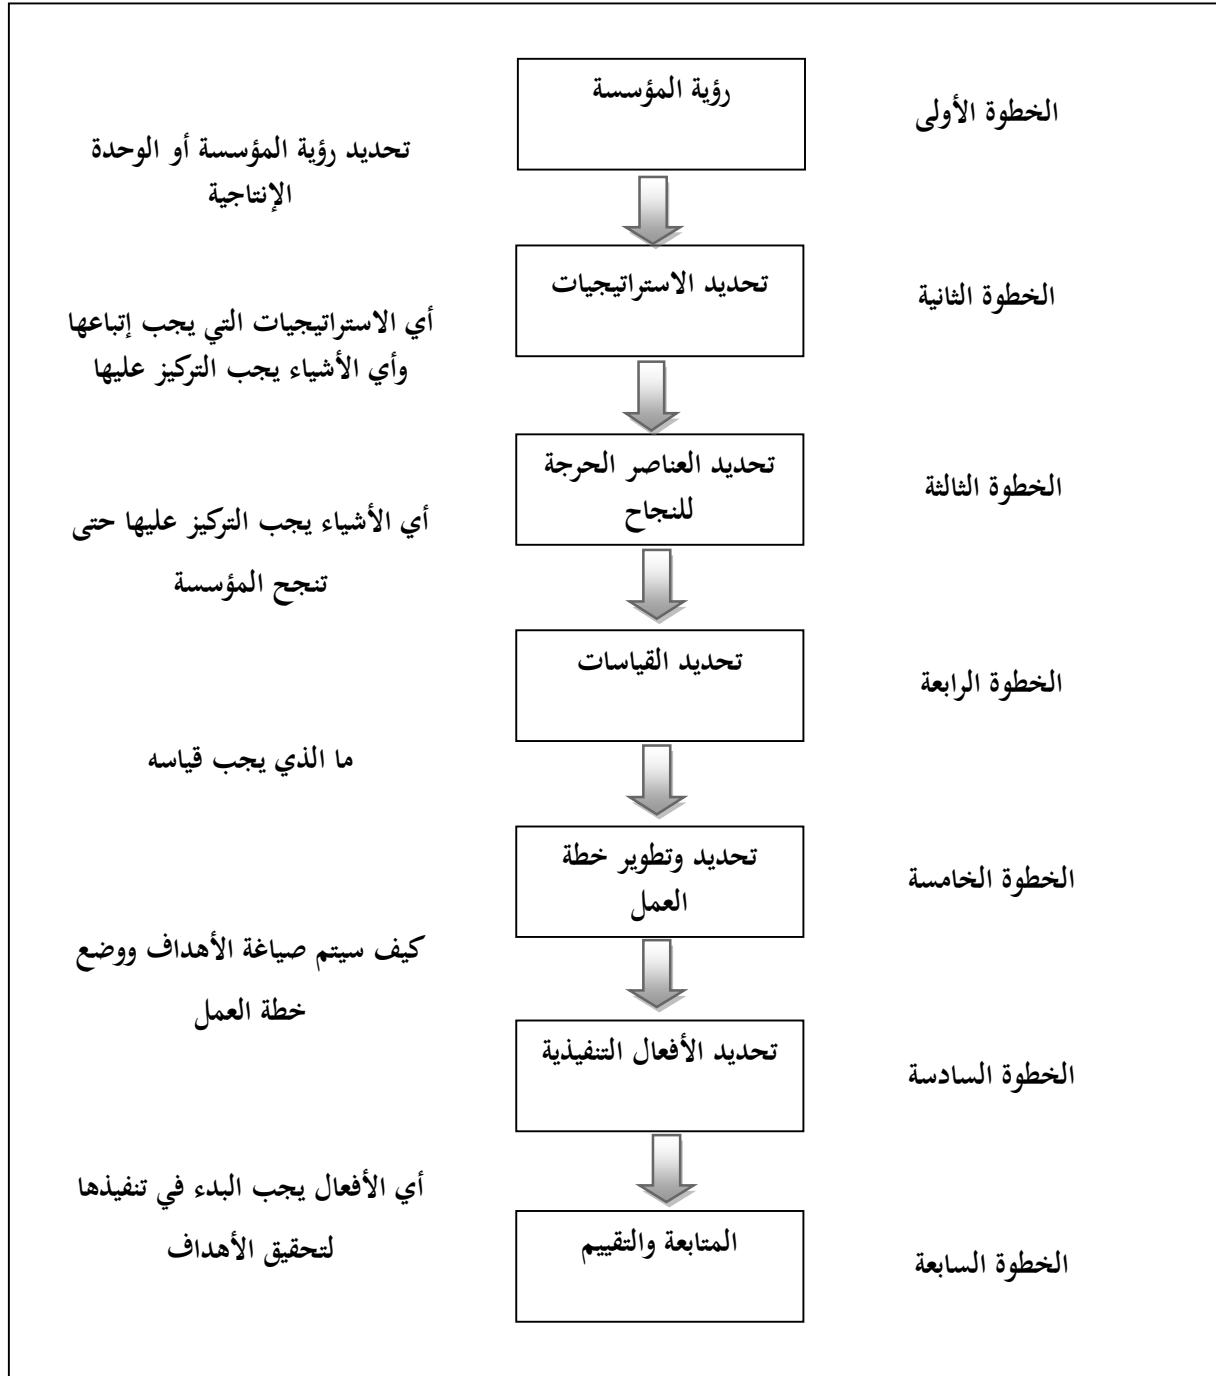 الخطوة الأولى
رؤية المؤسسة
تحديد رؤية المؤسسة أو الوحدة
الإنتاجية
الخطوة الثانية
تحديد الاستراتيجيات
أي الاستراتيجيات التي يجب إتباعها
وأي الأشياء يجب التركيز عليها
الخطوة الثالثة
تحديد العناصر الحرجة
للنجاح
أي الأشياء يجب التركيز عليها حتى
تنجح المؤسسة
الخطوة الرابعة
تحديد القياسات
ما الذي يجب قياسه
الخطوة الخامسة
تحديد وتطوير خطة
العمل
كيف سيتم صياغة الأهداف ووضع
خطة العمل
الخطوة السادسة
تحديد الأفعال التنفيذية
أي الأفعال يجب البدء في تنفيذها
لتحقيق الأهداف
الخطوة السابعة
المتابعة والتقييم